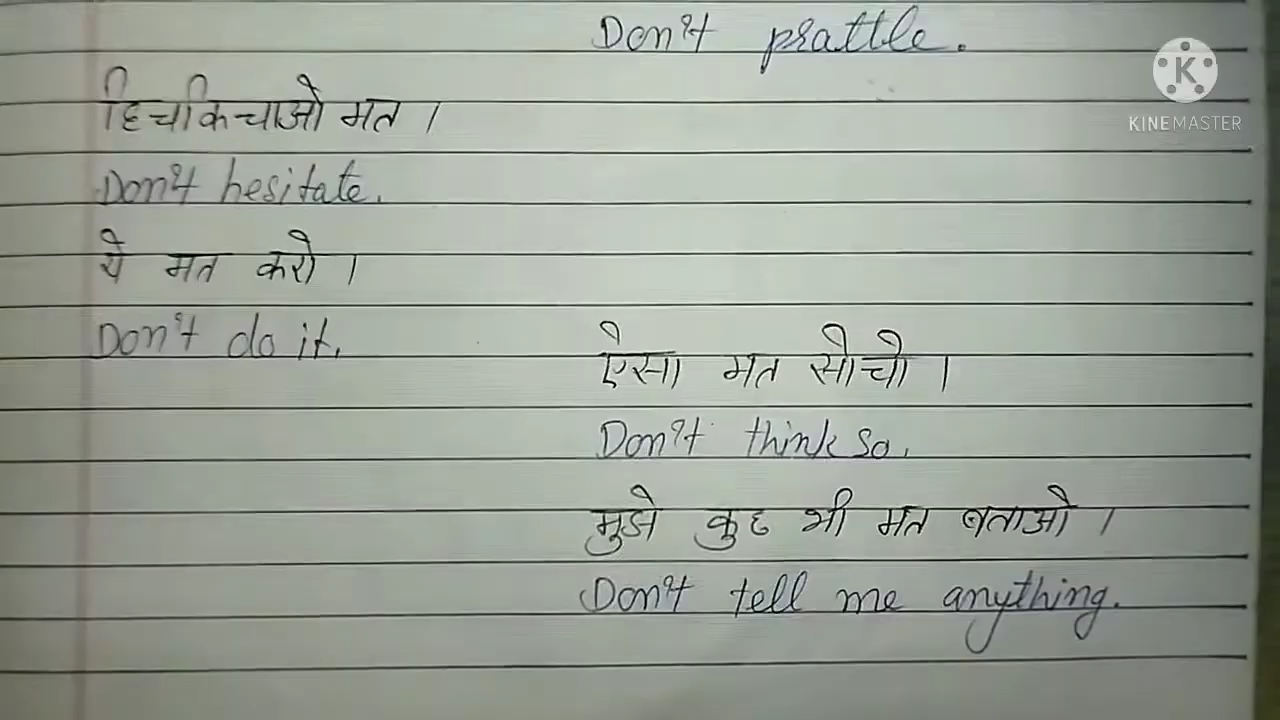 Don't prattle.
KINEMASTER
हिचकिचाओ मत ।
Don't hesitate.
ये मत करो ।
Don't do it.
ऐसा मत सोचो ।
Don't think so.
मुझे कुछ भी मत बताओ ।
Don't tell me anything.